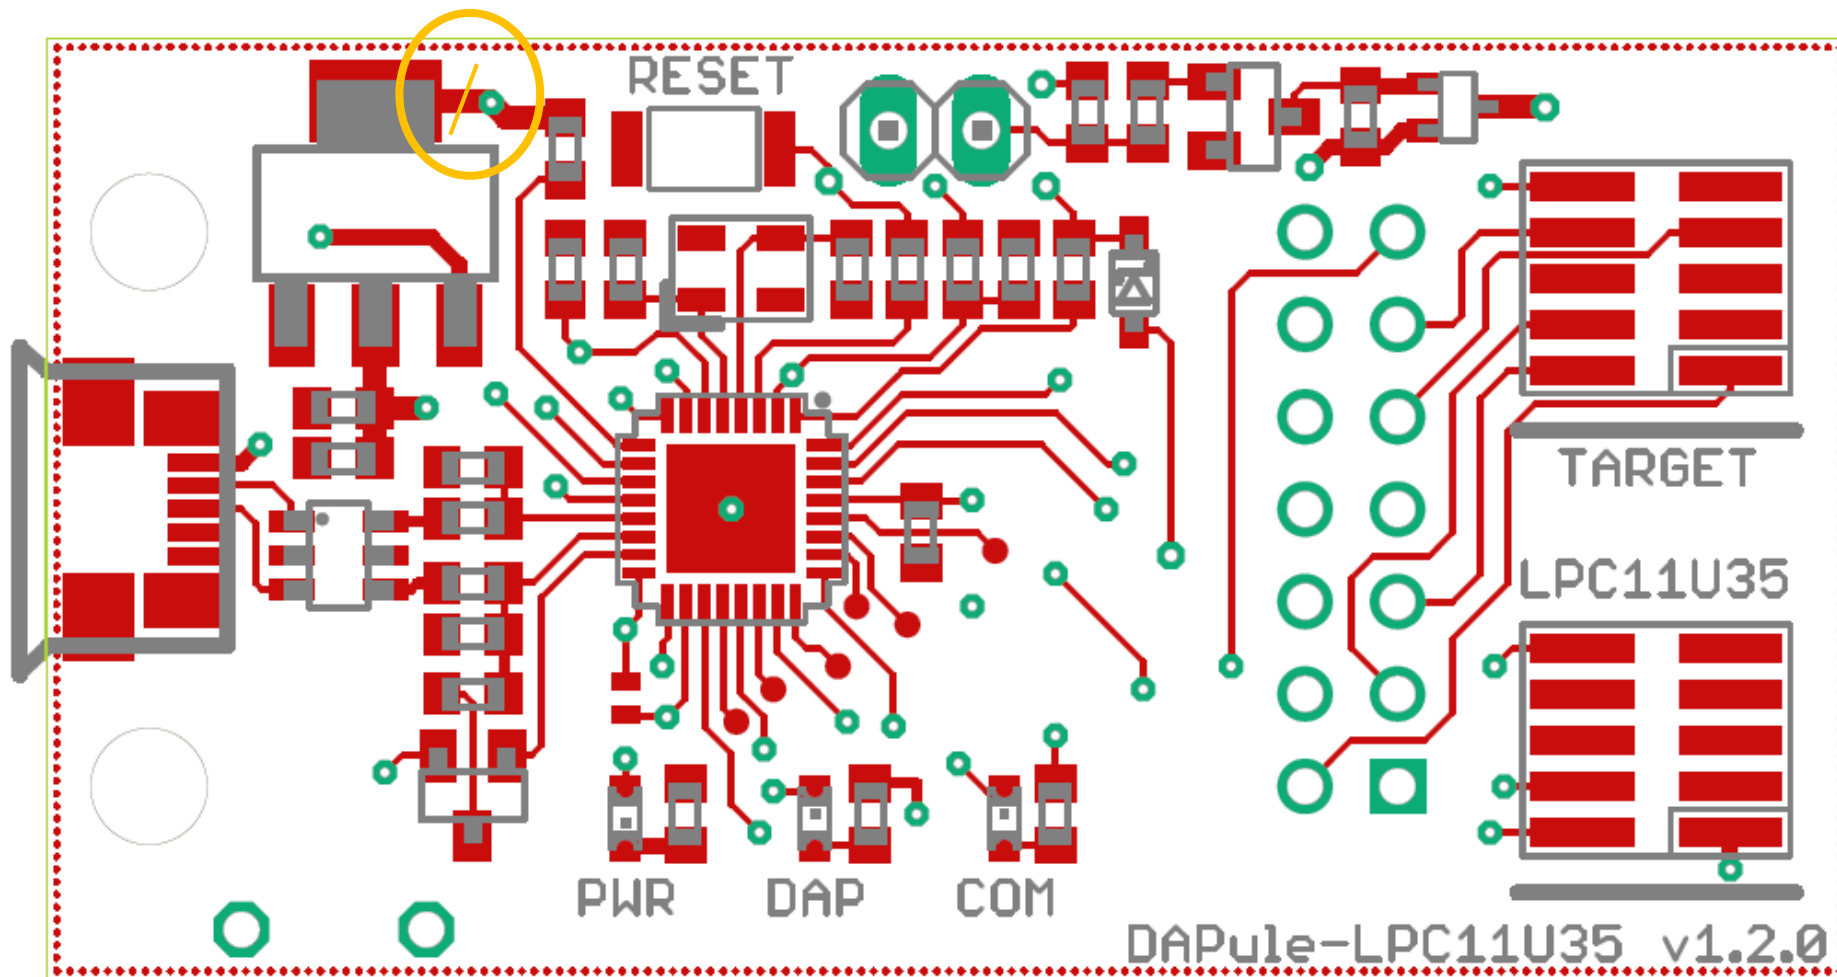 RESET
TARGET
LPC11U35
PWR DAP COM
DAPule-LPC11U35 v1.2.0